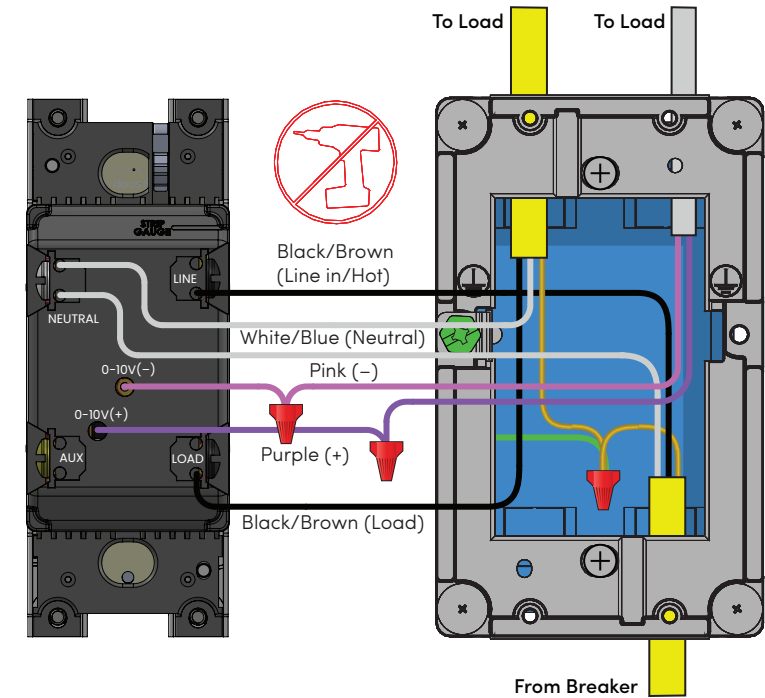 To Load
To Load
STRIP
GAUGE
Black/Brown
(Line in/Hot)
LINE
NEUTRAL
White/Blue (Neutral)
0-10V(-)
Pink (-)
0-10V(+)
Purple (+)
AUX
LOAD
Black/Brown (Load)
From Breaker